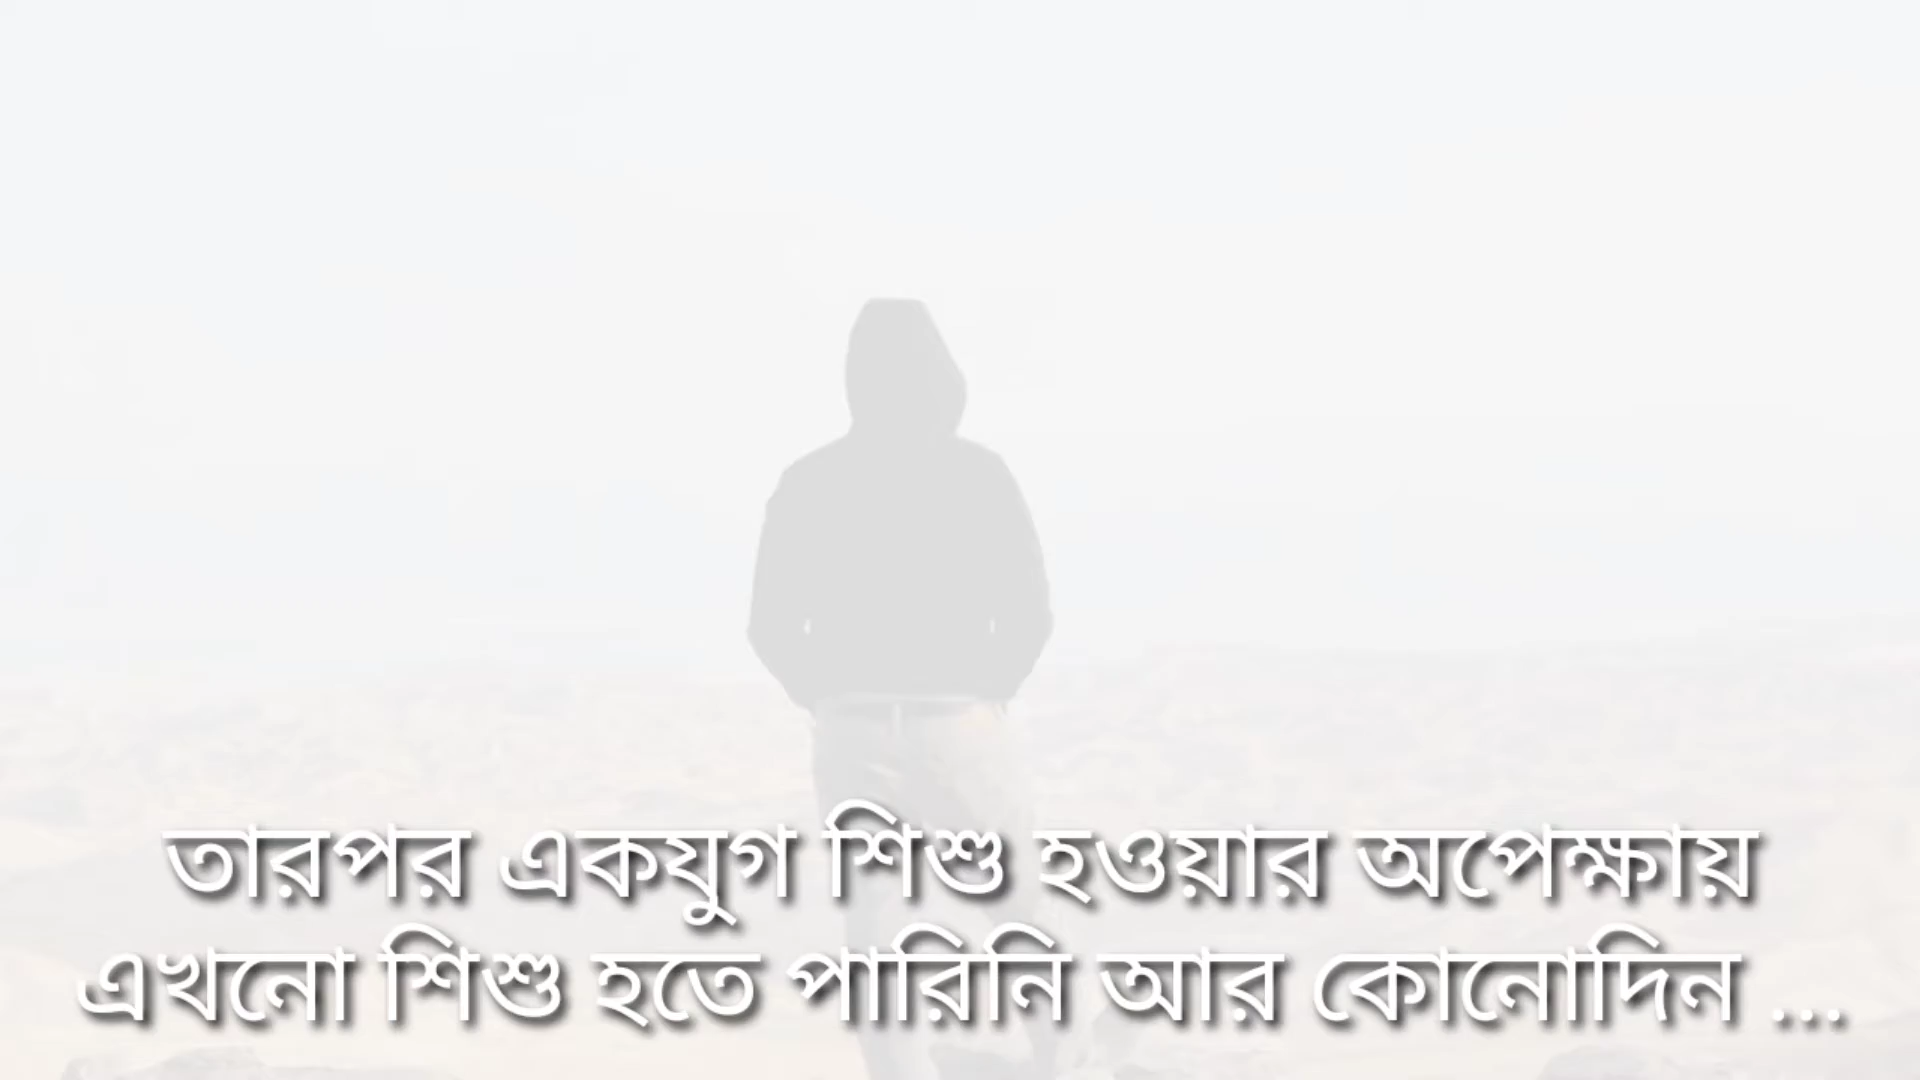 তারপর একযুগ শিশু হওয়ার অপেক্ষায়
এখনো শিশু হতে পারিনি আর কোনোদিন ...